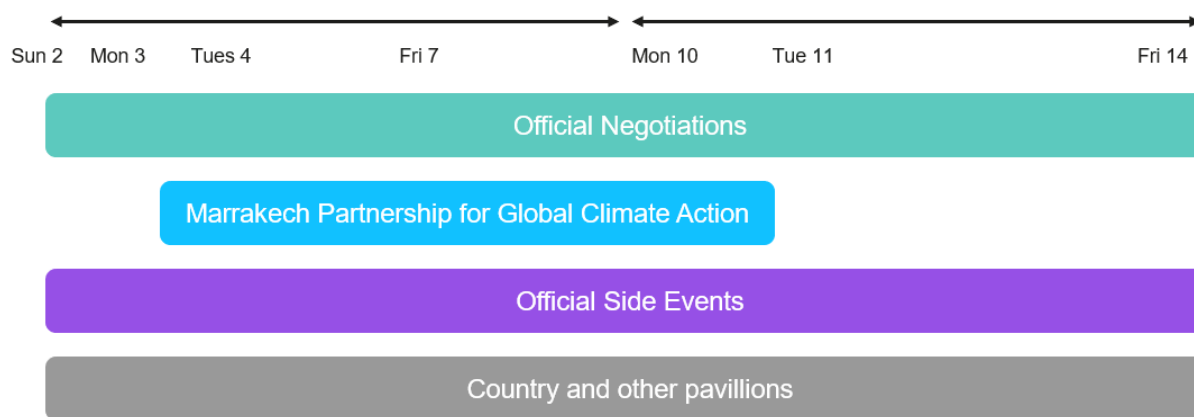 Sun 2 Mon 3 Tues 4 Fri 7 Mon 10 Tue 11 Fri 14
Official Negotiations
Marrakech Partnership for Global Climate Action
Official Side Events
Country and other pavillions